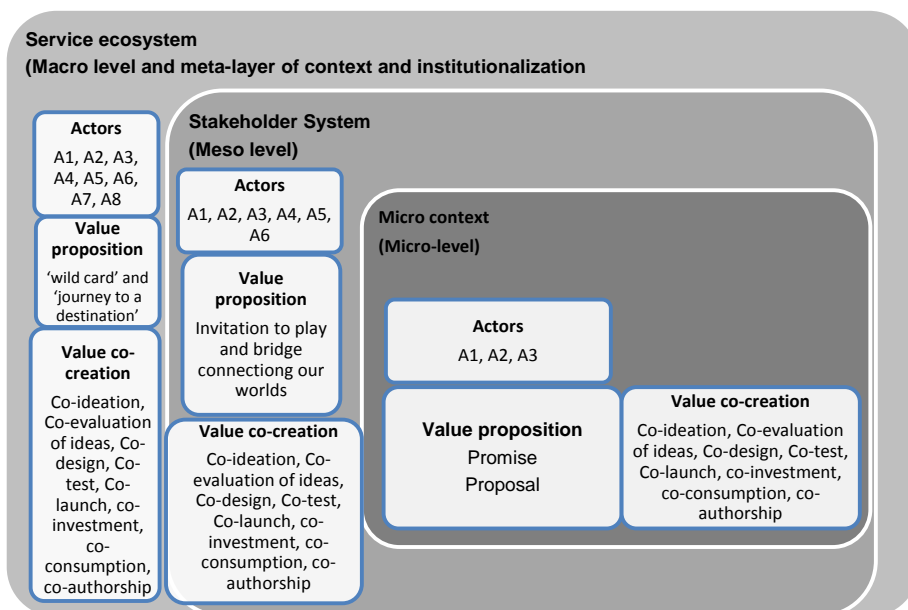 Service ecosystem
(Macro level and meta-layer of context and institutionalization
Actors
A1, A2, A3,
A4, A5, A6,
A7, A8
Value
proposition
‘wild card’ and
‘journey to a
destination’
Value co-
creation
Co-ideation,
Co-evaluation
of ideas, Co-
design, Co-
test, Co-
launch, co-
investment,
co-
consumption,
co-authorship
Stakeholder System
(Meso level)
Actors
A1, A2, A3, A4, A5,
A6
Value
proposition
Invitation to play
and bridge
connectiong our
worlds
Value co-creation
Co-ideation, Co-
evaluation of ideas,
Co-design, Co-test,
Co-launch, co-
investment, co-
consumption, co-
authorship
Micro context
(Micro-level)
Actors
A1, A2, A3
Value proposition
Promise
Proposal
Value co-creation
Co-ideation, Co-evaluation
of ideas, Co-design, Co-test,
Co-launch, co-investment,
co-consumption, co-
authorship